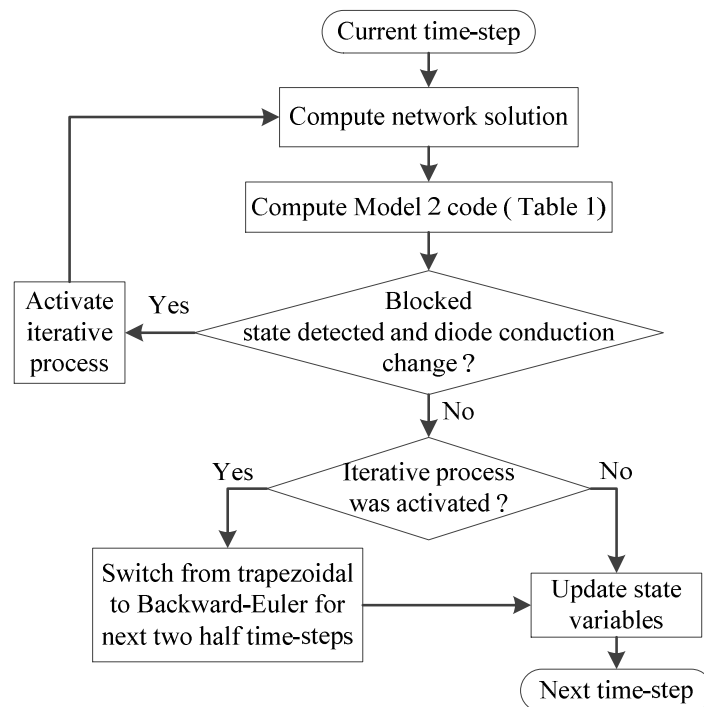 Current time-step
Compute network solution
Compute Model 2 code ( Table 1)
Activate
iterative
process
Yes
Blocked
state detected and diode conduction
change ?
No
Yes
Iterative process
was activated ?
No
Switch from trapezoidal
to Backward-Euler for
next two half time-steps
Update state
variables
Next time-step